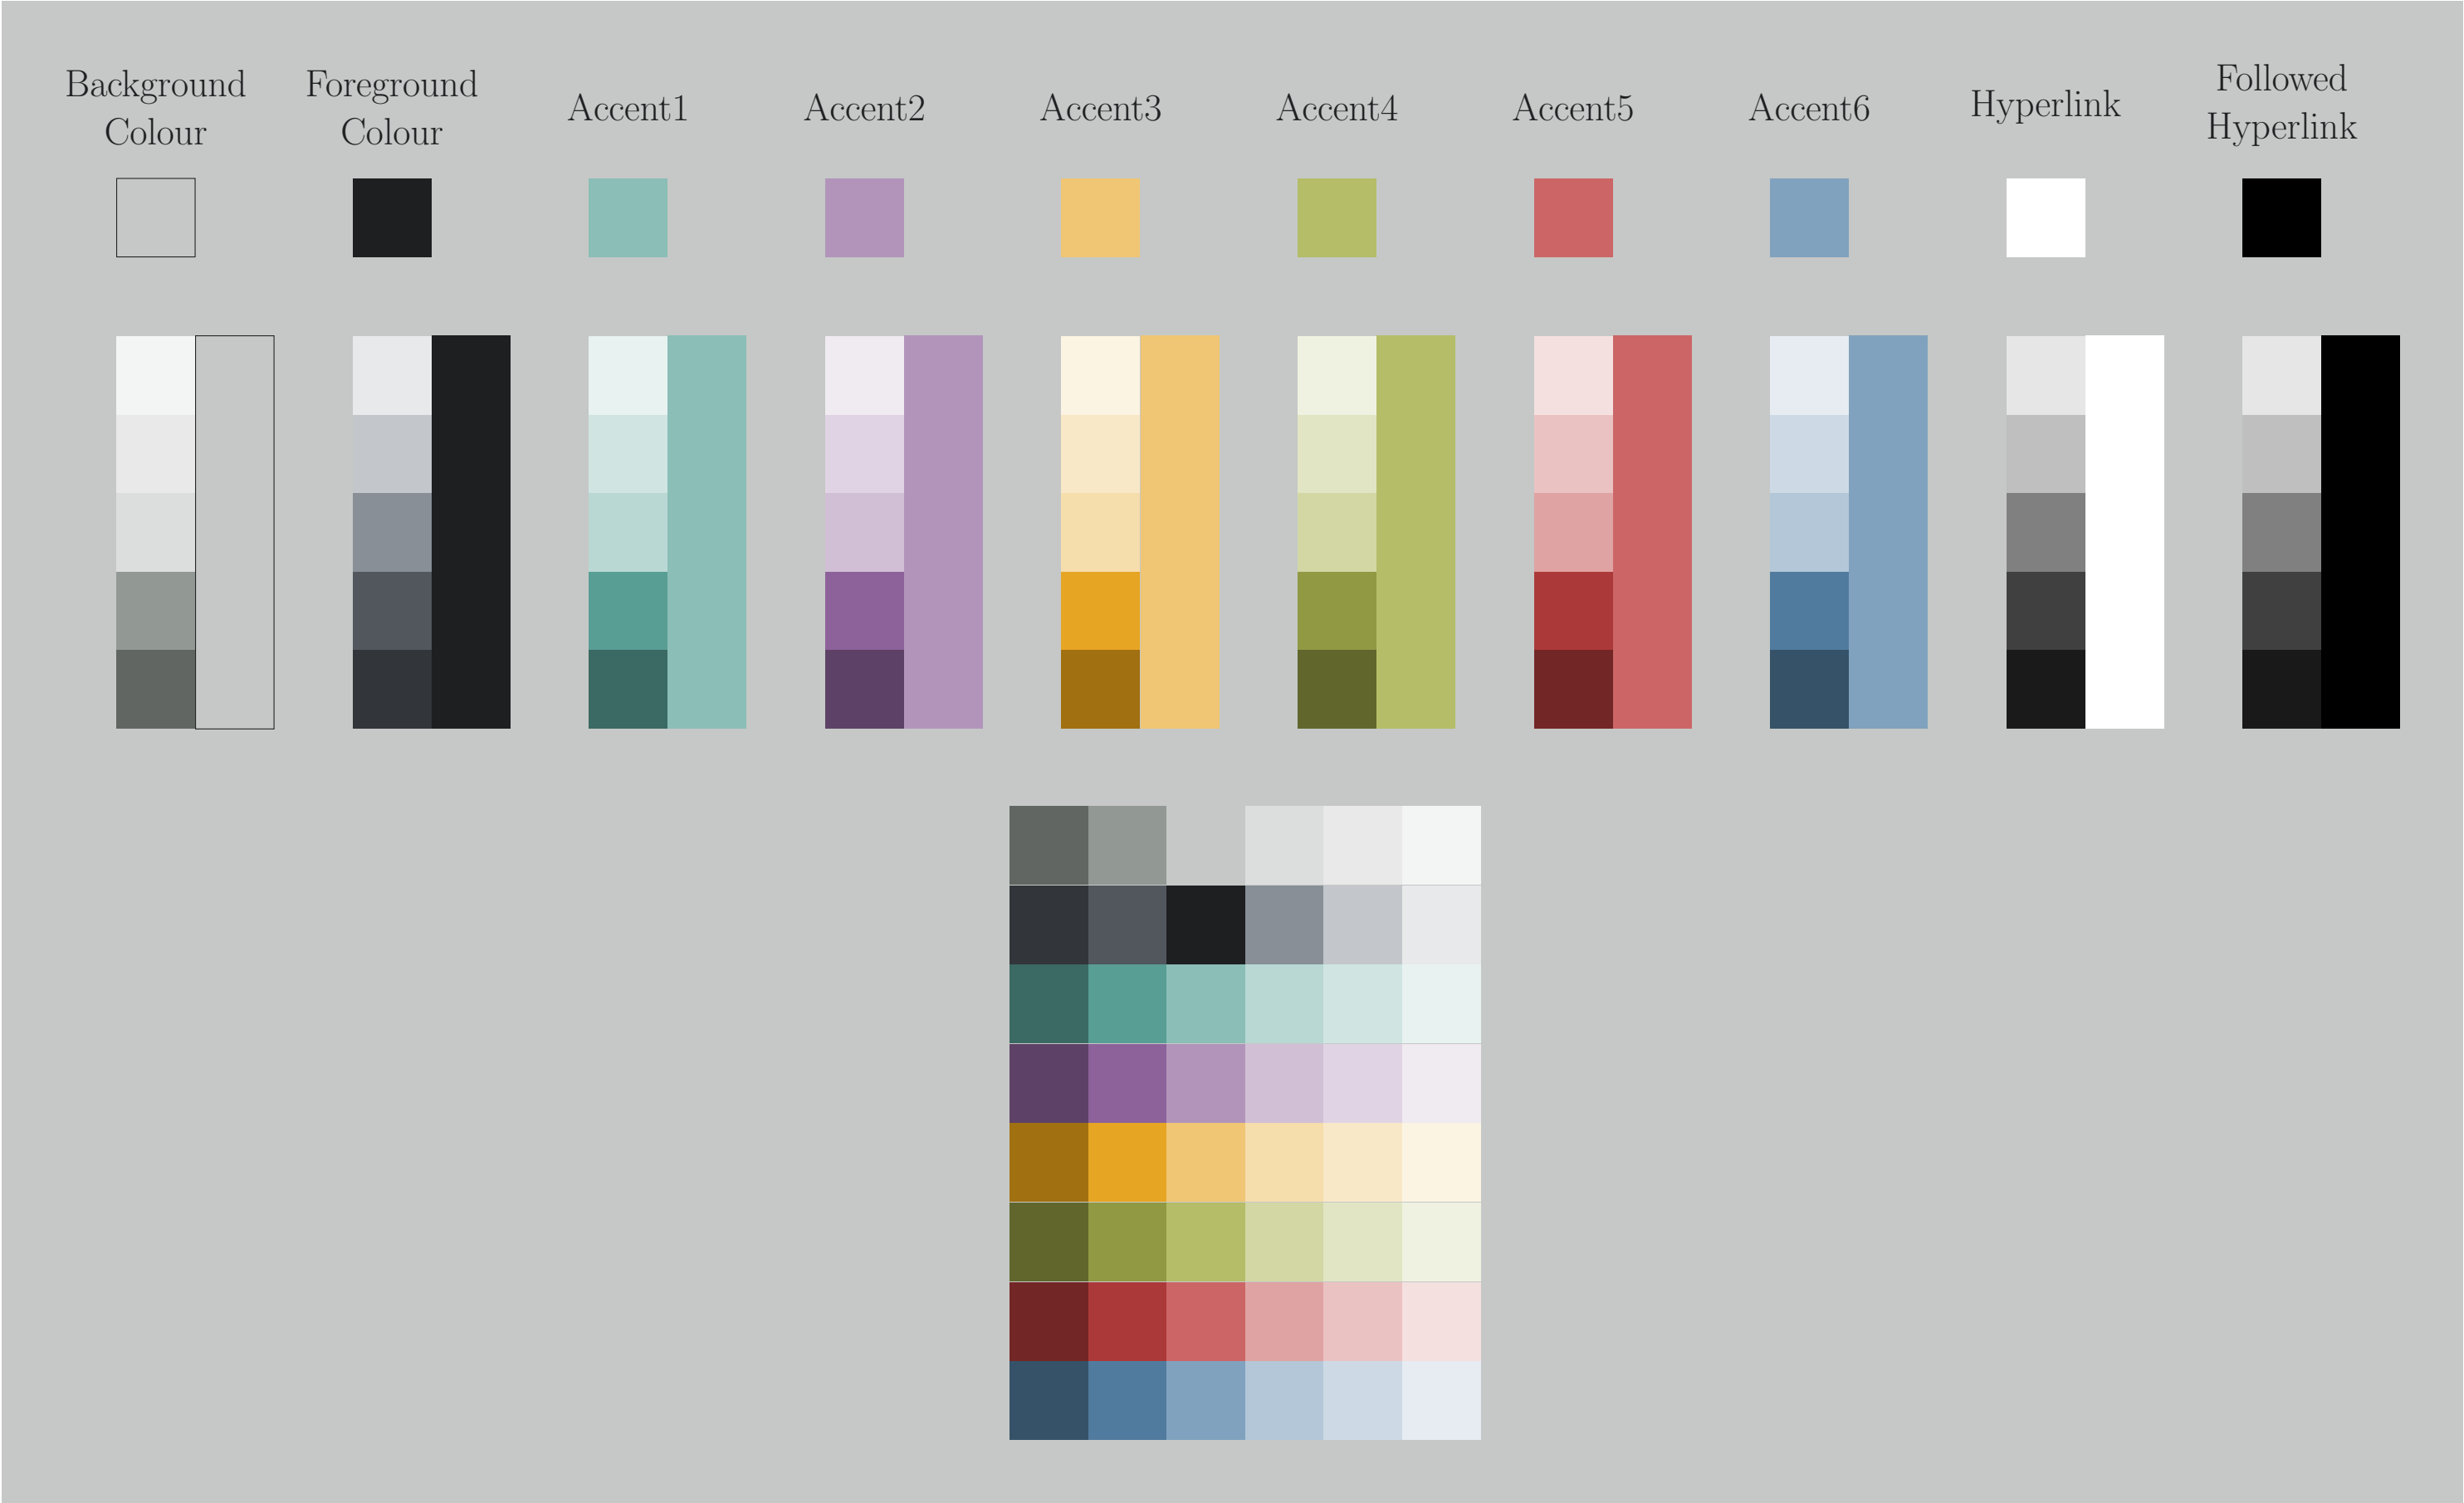 Background
Colour
Foreground
Colour
Accent1
Accent2
Accent3
Accent4
Accent5
Accent6
Hyperlink
Followed
Hyperlink